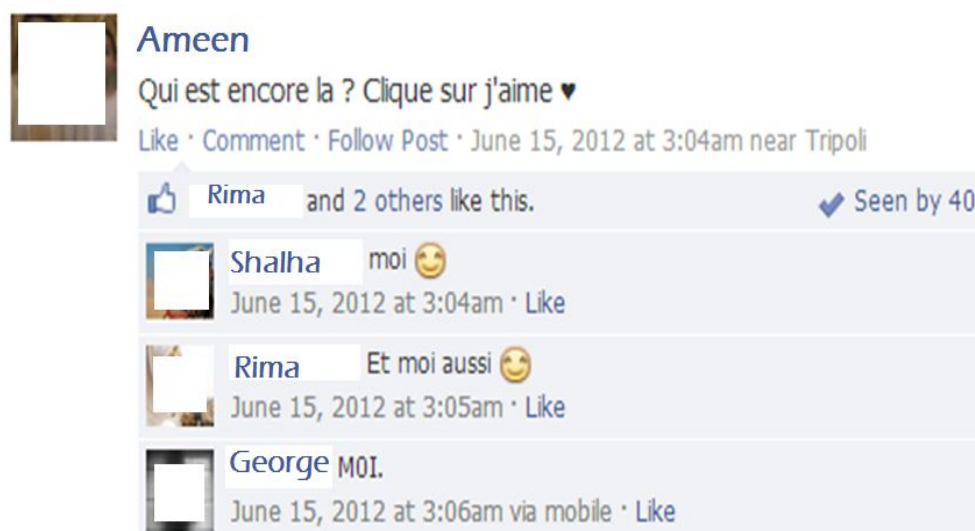 Ameen
Qui est encore la ? Clique sur j'aime ♥
Like · Comment · Follow Post · June 15, 2012 at 3:04am near Tripoli
Rima and 2 others like this. Seen by 40
Shalha moi 😊
June 15, 2012 at 3:04am · Like
Rima Et moi aussi 😊
June 15, 2012 at 3:05am · Like
George M0I.
June 15, 2012 at 3:06am via mobile · Like